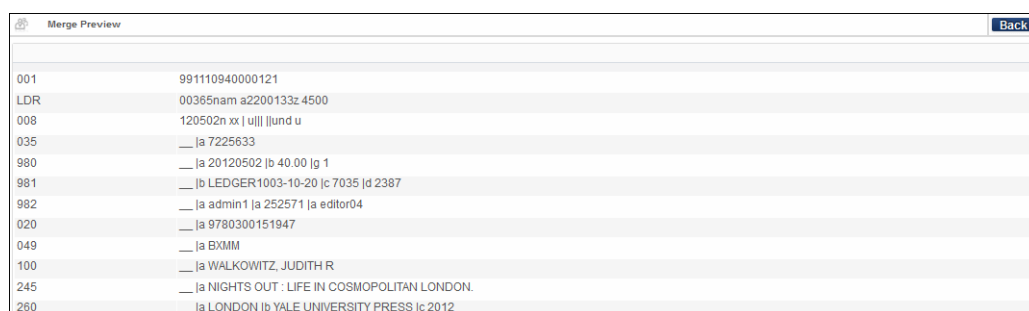 Merge Preview Back
001 991110940000121
LDR 00365nam a2200133z 4500
008 120502n xx | u||| ||und u
035 __ |a 7225633
980 __ |a 20120502 |b 40.00 |g 1
981 __ |b LEDGER1003-10-20 |c 7035 |d 2387
982 __ |a admin1 |a 252571 |a editor04
020 __ |a 9780300151947
049 __ |a BXMM
100 __ |a WALKOWITZ, JUDITH R
245 __ |a NIGHTS OUT : LIFE IN COSMOPOLITAN LONDON.
260 |a LONDON |b YALE UNIVERSITY PRESS |c 2012